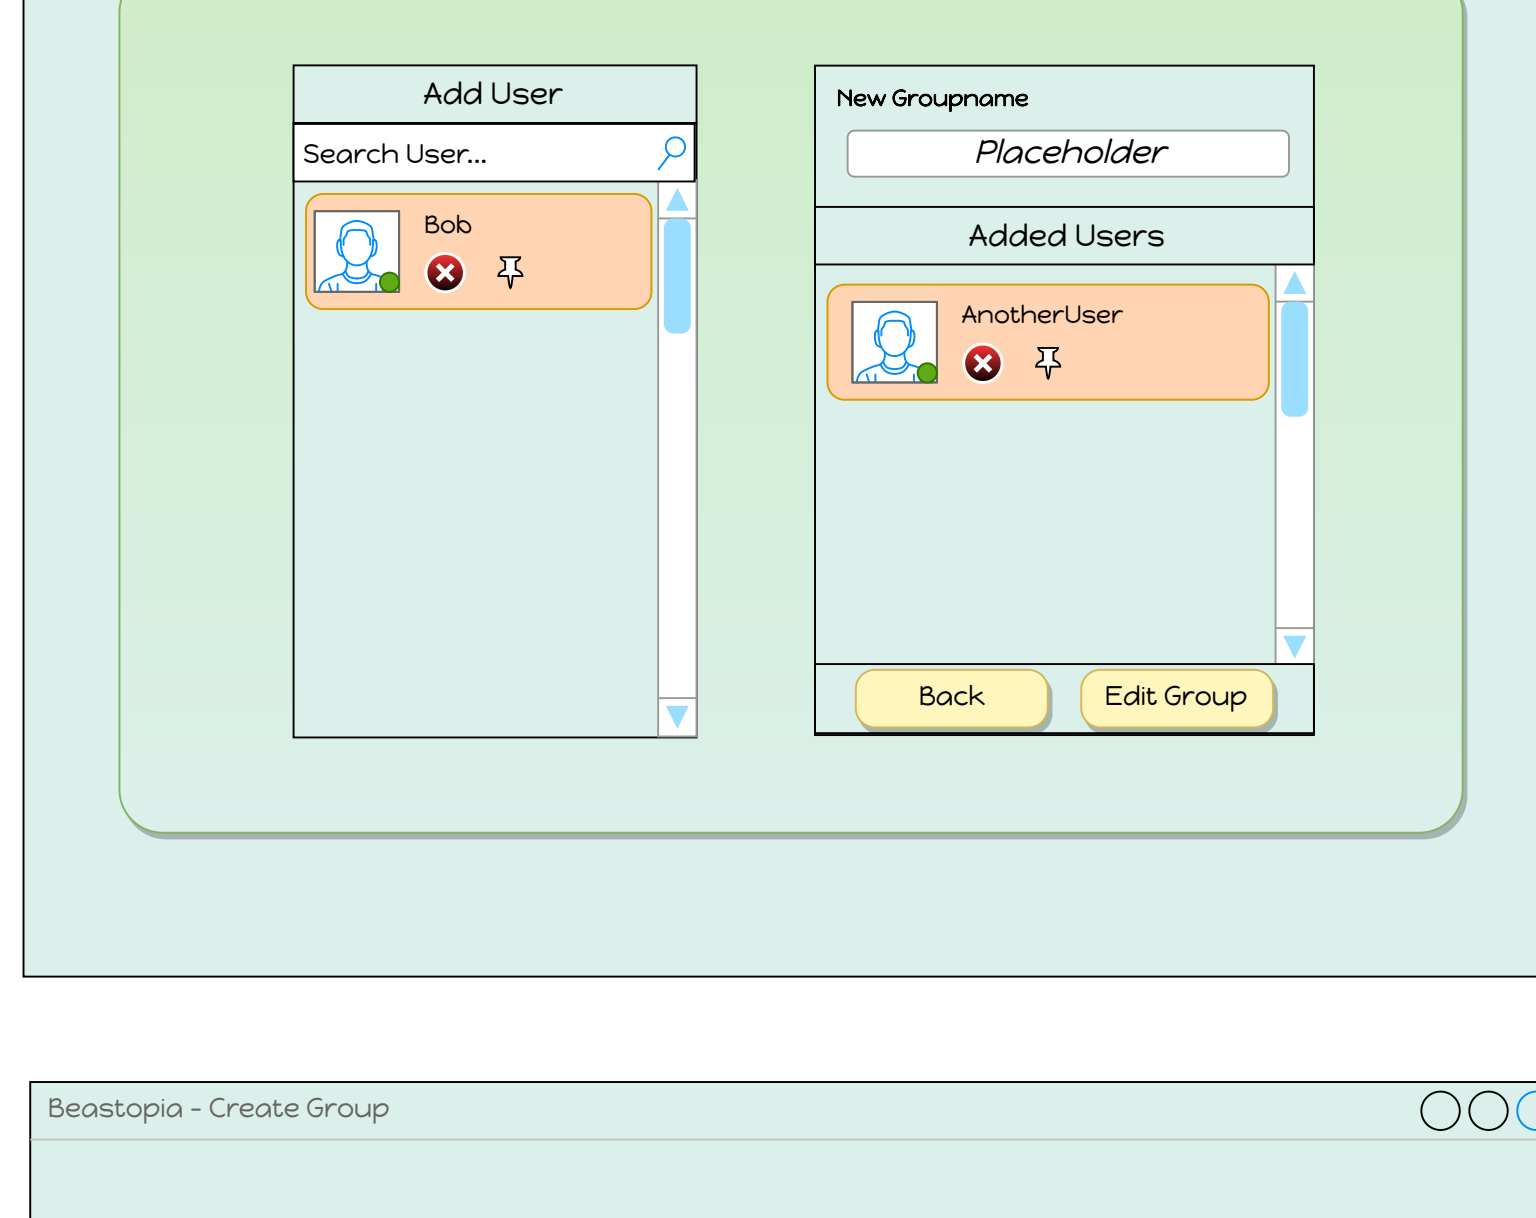 Add User
Search User...
Bob
New Groupname
Placeholder
Added Users
AnotherUser
Back
Edit Group
Beastopia - Create Group